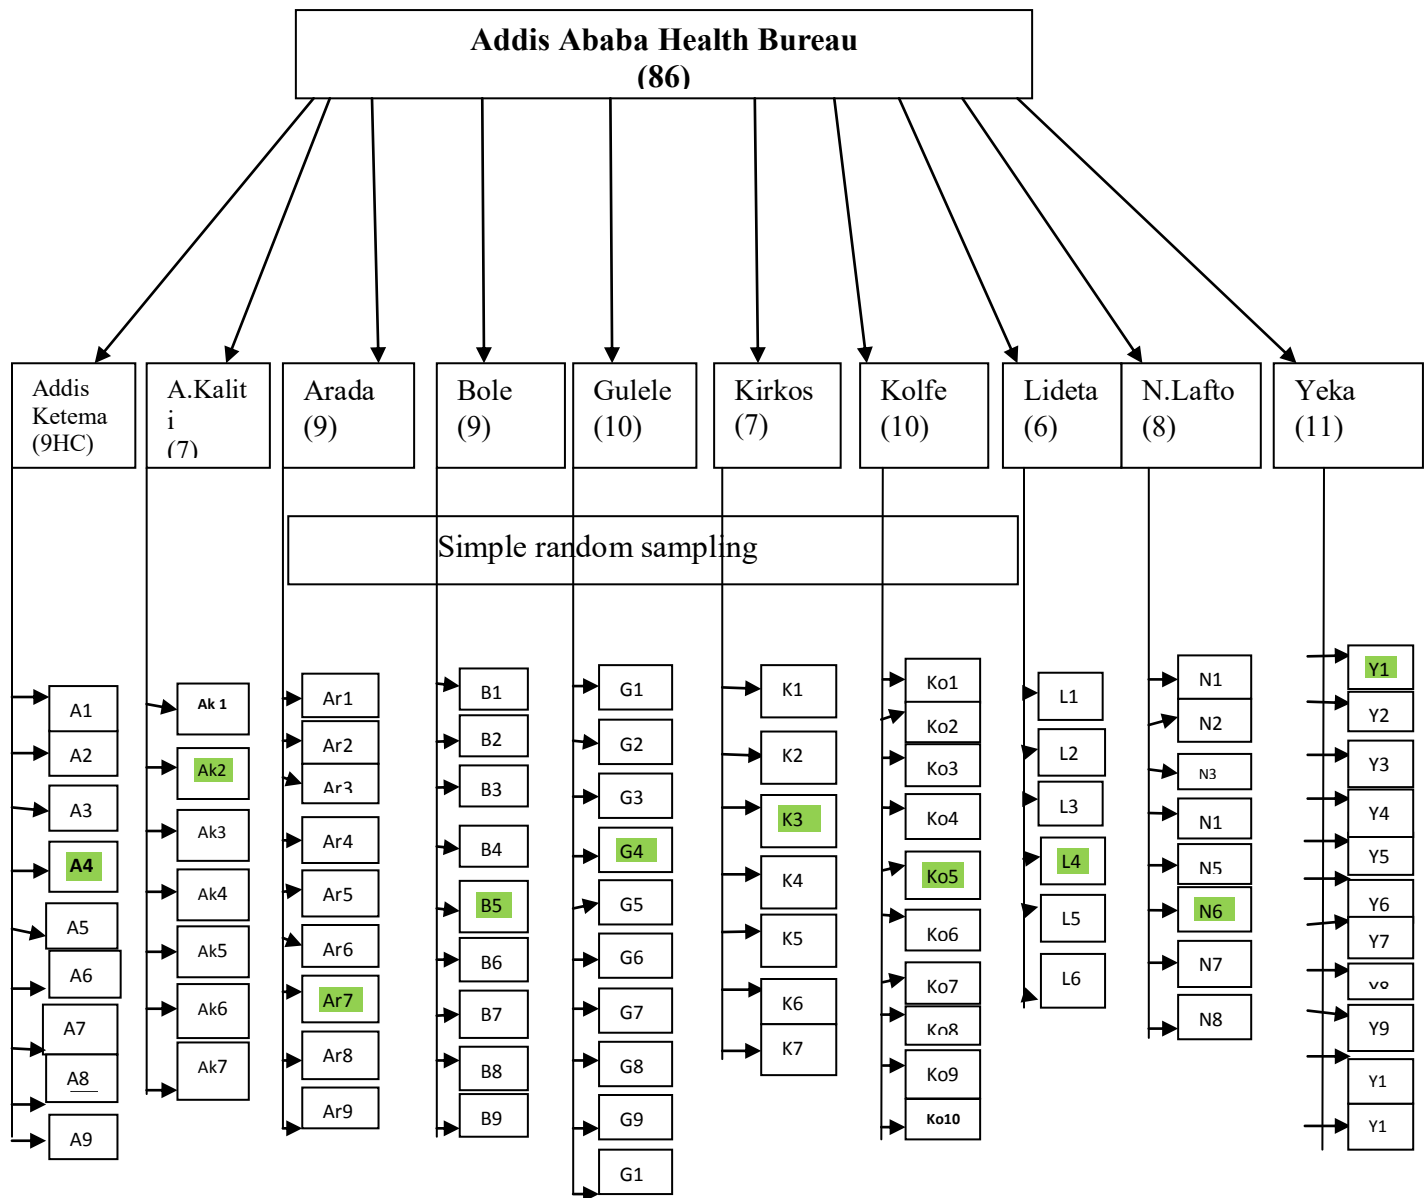 Addis Ababa Health Bureau
(86)
Addis
Ketema
(9HC)
A.Kalit
i
(7)
Arada
(9)
Bole
(9)
Gulele
(10)
Kirkos
(7)
Kolfe
(10)
Lideta
(6)
N.Lafto
(8)
Yeka
(11)
Simple random sampling
A1
A2
A3
A4
A5
A6
A7
A8
A9
Ak 1
Ak2
Ak3
Ak4
Ak5
Ak6
Ak7
Ar1
Ar2
Ar3
Ar4
Ar5
Ar6
Ar7
Ar8
Ar9
B1
B2
B3
B4
B5
B6
B7
B8
B9
G1
G2
G3
G4
G5
G6
G7
G8
G9
G1
K1
K2
K3
K4
K5
K6
K7
Ko1
Ko2
Ko3
Ko4
Ko5
Ko6
Ko7
Ko8
Ko9
Ko10
L1
L2
L3
L4
L5
L6
N1
N2
N3
N1
N5
N6
N7
N8
Y1
Y2
Y3
Y4
Y5
Y6
Y7
Y8
Y9
Y1
Y1